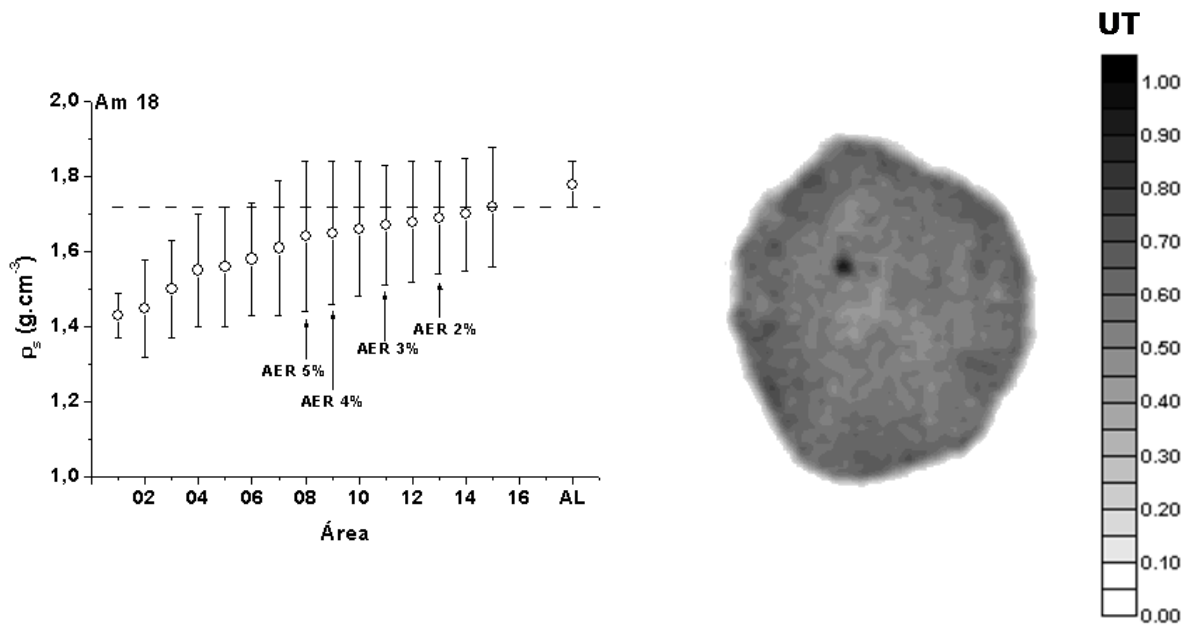 Am 18
2,0
1,8
1,6
1,4
1,2
1,0
ρs (g.cm-3)
AER 5%
AER 4%
AER 3%
AER 2%
02 04 06 08 10 12 14 16 AL
Área
UT
1.00
0.90
0.80
0.70
0.60
0.50
0.40
0.30
0.20
0.10
0.00